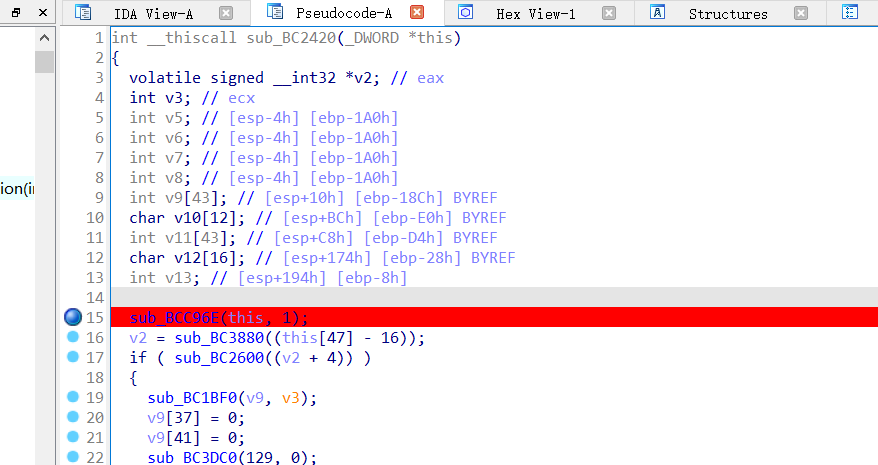 IDA View-A
Pseudocode-A
Hex View-1
Structures
ion(in
1 int __thiscall sub_BC2420(_DWORD *this)
2 {
3 volatile signed __int32 *v2; // eax
4 int v3; // ecx
5 int v5; // [esp-4h] [ebp-1A0h]
6 int v6; // [esp-4h] [ebp-1A0h]
7 int v7; // [esp-4h] [ebp-1A0h]
8 int v8; // [esp-4h] [ebp-1A0h]
9 int v9[43]; // [esp+10h] [ebp-18Ch] BYREF
10 char v10[12]; // [esp+BCh] [ebp-E0h] BYREF
11 int v11[43]; // [esp+C8h] [ebp-D4h] BYREF
12 char v12[16]; // [esp+174h] [ebp-28h] BYREF
13 int v13; // [esp+194h] [ebp-8h]
14
15 sub_BCC96E(this, 1);
16 v2 = sub_BC3880((this[47] - 16));
17 if ( sub_BC2600((v2 + 4)) )
18 {
19 sub_BC1BF0(v9, v3);
20 v9[37] = 0;
21 v9[41] = 0;
22 sub_BC3DC0(129, 0);